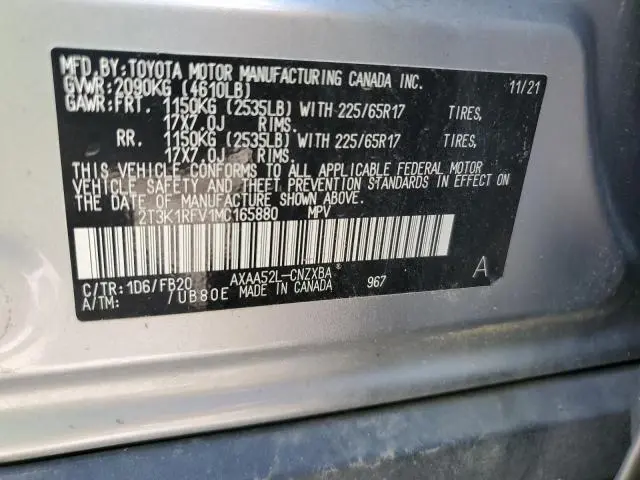 MFD.BY:TOYOTA MOTOR MANUFACTURING CANADA INC. 11/21
GVWR:2090KG (4610LB)
GAWR:FRT. 1150KG (2535LB) WITH 225/65R17 TIRES,
17X7.0J RIMS.
RR. 1150KG (2535LB) WITH 225/65R17 TIRES,
17X7.0J RIMS.
THIS VEHICLE CONFORMS TO ALL APPLICABLE FEDERAL MOTOR
VEHICLE SAFETY AND THEFT PREVENTION STANDARDS IN EFFECT ON
THE DATE OF MANUFACTURE SHOWN ABOVE.
2T3K1RFV1MC165880 MPV
C/TR:1D6/FB20 AXAA52L-CNZXBA 967 A
A/TM: /UB80E MADE IN CANADA